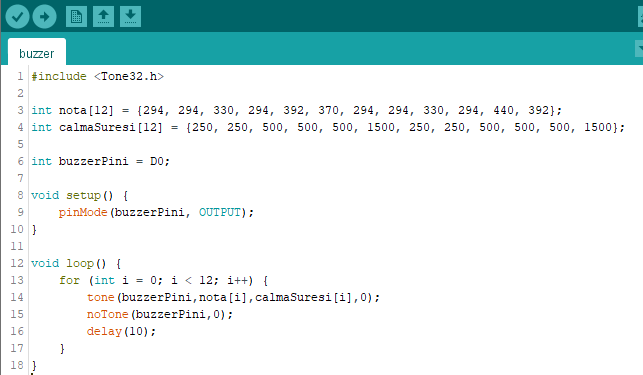 buzzer
1 #include <Tone32.h>
2
3 int nota[12] = {294, 294, 330, 294, 392, 370, 294, 294, 330, 294, 440, 392};
4 int calmaSuresi[12] = {250, 250, 500, 500, 500, 1500, 250, 250, 500, 500, 500, 1500};
5
6 int buzzerPini = D0;
7
8 void setup() {
9     pinMode(buzzerPini, OUTPUT);
10 }
11
12 void loop() {
13     for (int i = 0; i < 12; i++) {
14         tone(buzzerPini,nota[i],calmaSuresi[i],0);
15         noTone(buzzerPini,0);
16         delay(10);
17     }
18 }